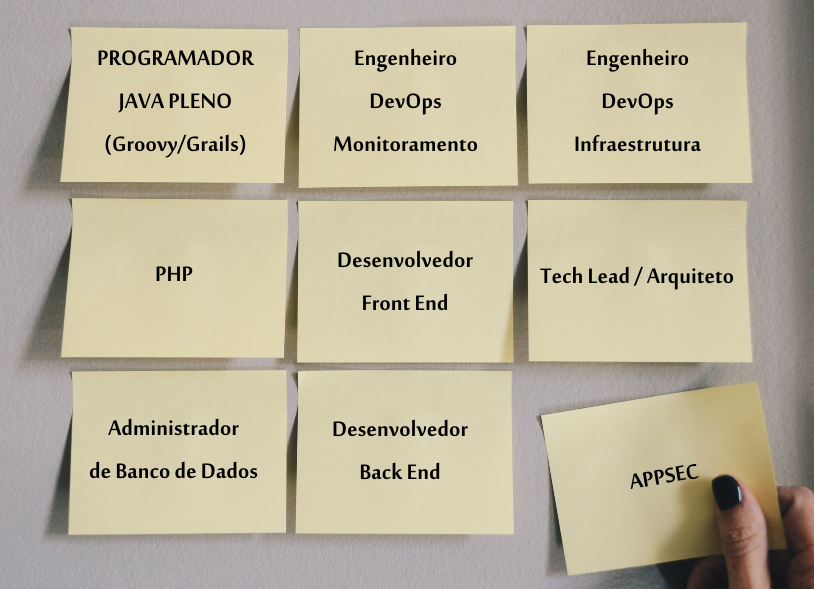 PROGRAMADOR
JAVA PLENO
(Groovy/Grails)
Engenheiro
DevOps
Monitoramento
Engenheiro
DevOps
Infraestrutura
PHP
Desenvolvedor
Front End
Tech Lead / Arquiteto
Administrador
de Banco de Dados
Desenvolvedor
Back End
APPSEC